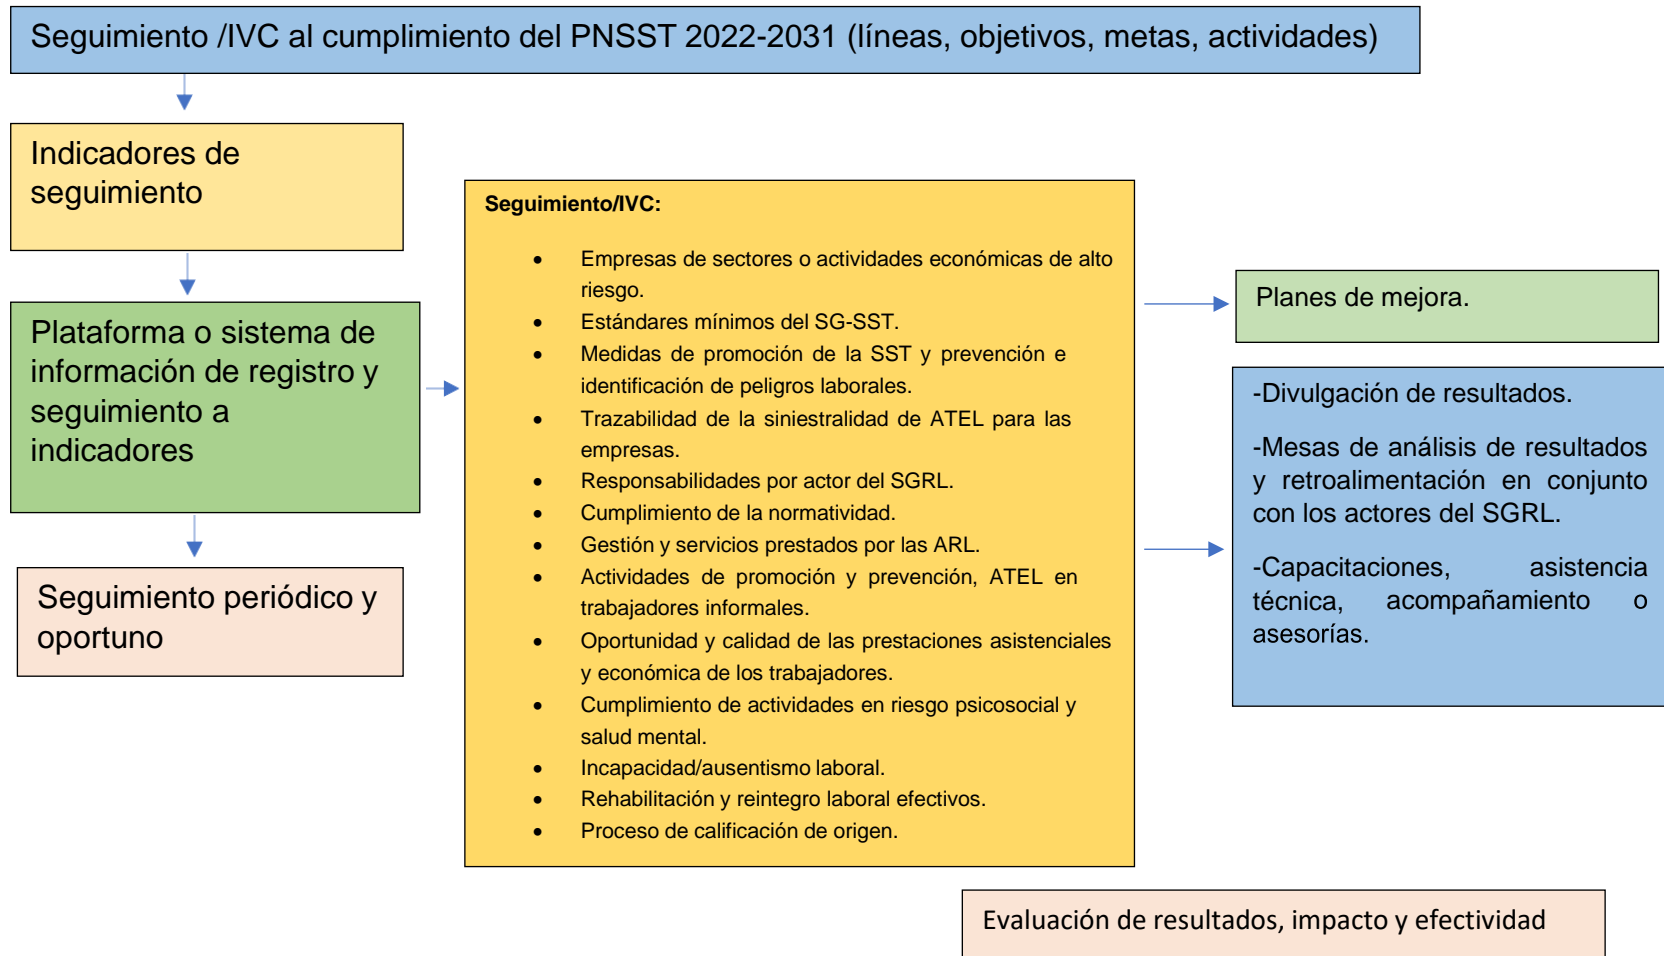 Seguimiento /IVC al cumplimiento del PNSST 2022-2031 (líneas, objetivos, metas, actividades)
Indicadores de
seguimiento
Plataforma o sistema de
información de registro y
seguimiento a
indicadores
Seguimiento periódico y
oportuno
Seguimiento/IVC:
• Empresas de sectores o actividades económicas de alto
riesgo.
• Estándares mínimos del SG-SST.
• Medidas de promoción de la SST y prevención e
identificación de peligros laborales.
• Trazabilidad de la siniestralidad de ATEL para las
empresas.
• Responsabilidades por actor del SGRL.
• Cumplimiento de la normatividad.
• Gestión y servicios prestados por las ARL.
• Actividades de promoción y prevención, ATEL en
trabajadores informales.
• Oportunidad y calidad de las prestaciones asistenciales
y económica de los trabajadores.
• Cumplimiento de actividades en riesgo psicosocial y
salud mental.
• Incapacidad/ausentismo laboral.
• Rehabilitación y reintegro laboral efectivos.
• Proceso de calificación de origen.
Planes de mejora.
-Divulgación de resultados.
-Mesas de análisis de resultados
y retroalimentación en conjunto
con los actores del SGRL.
-Capacitaciones, asistencia
técnica, acompañamiento o
asesorías.
Evaluación de resultados, impacto y efectividad